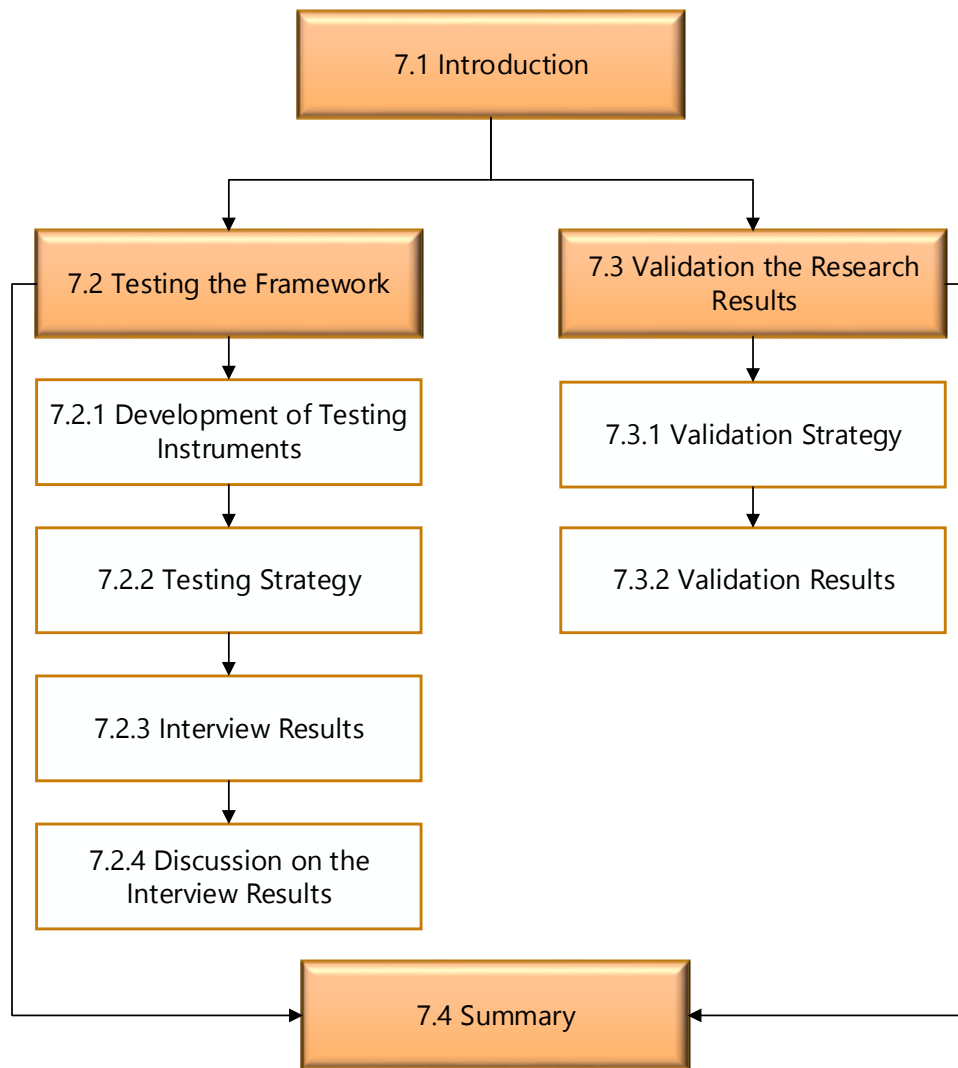 7.1 Introduction
7.2 Testing the Framework
7.3 Validation the Research
Results
7.2.1 Development of Testing
Instruments
7.3.1 Validation Strategy
7.2.2 Testing Strategy
7.3.2 Validation Results
7.2.3 Interview Results
7.2.4 Discussion on the
Interview Results
7.4 Summary